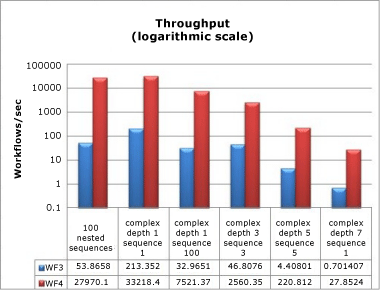 Throughput
(logarithmic scale)
Workflows/sec
100000
10000
1000
100
10
1
0.1
100 nested sequences
complex depth 1 sequence 1
complex depth 1 sequence 100
complex depth 3 sequence 3
complex depth 5 sequence 5
complex depth 7 sequence 1
WF3 53.8658 213.352 32.9651 46.8076 4.40801 0.701407
WF4 27970.1 33218.4 7521.37 2560.35 220.812 27.8524